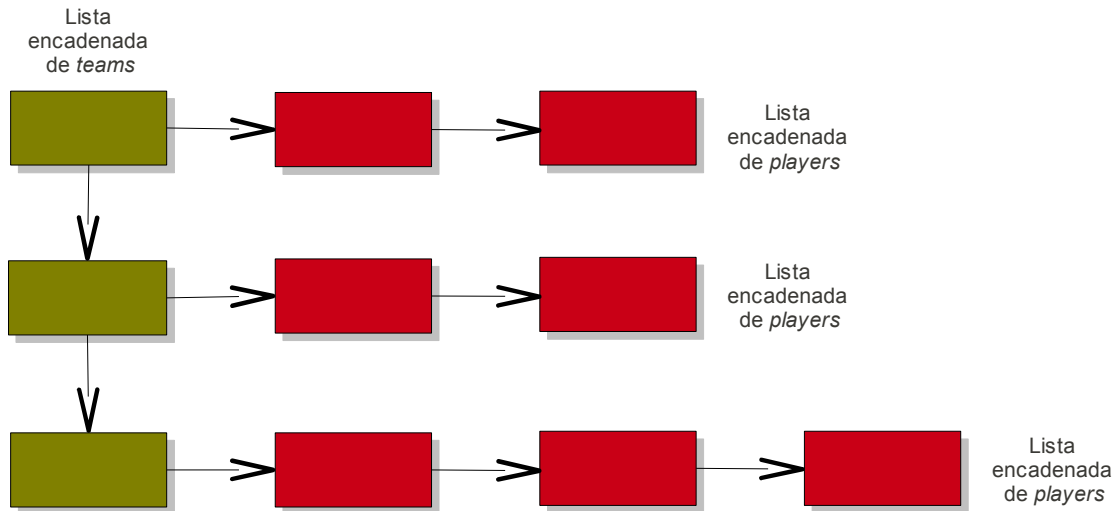 Lista
encadenada
de teams
Lista
encadenada
de players
Lista
encadenada
de players
Lista
encadenada
de players